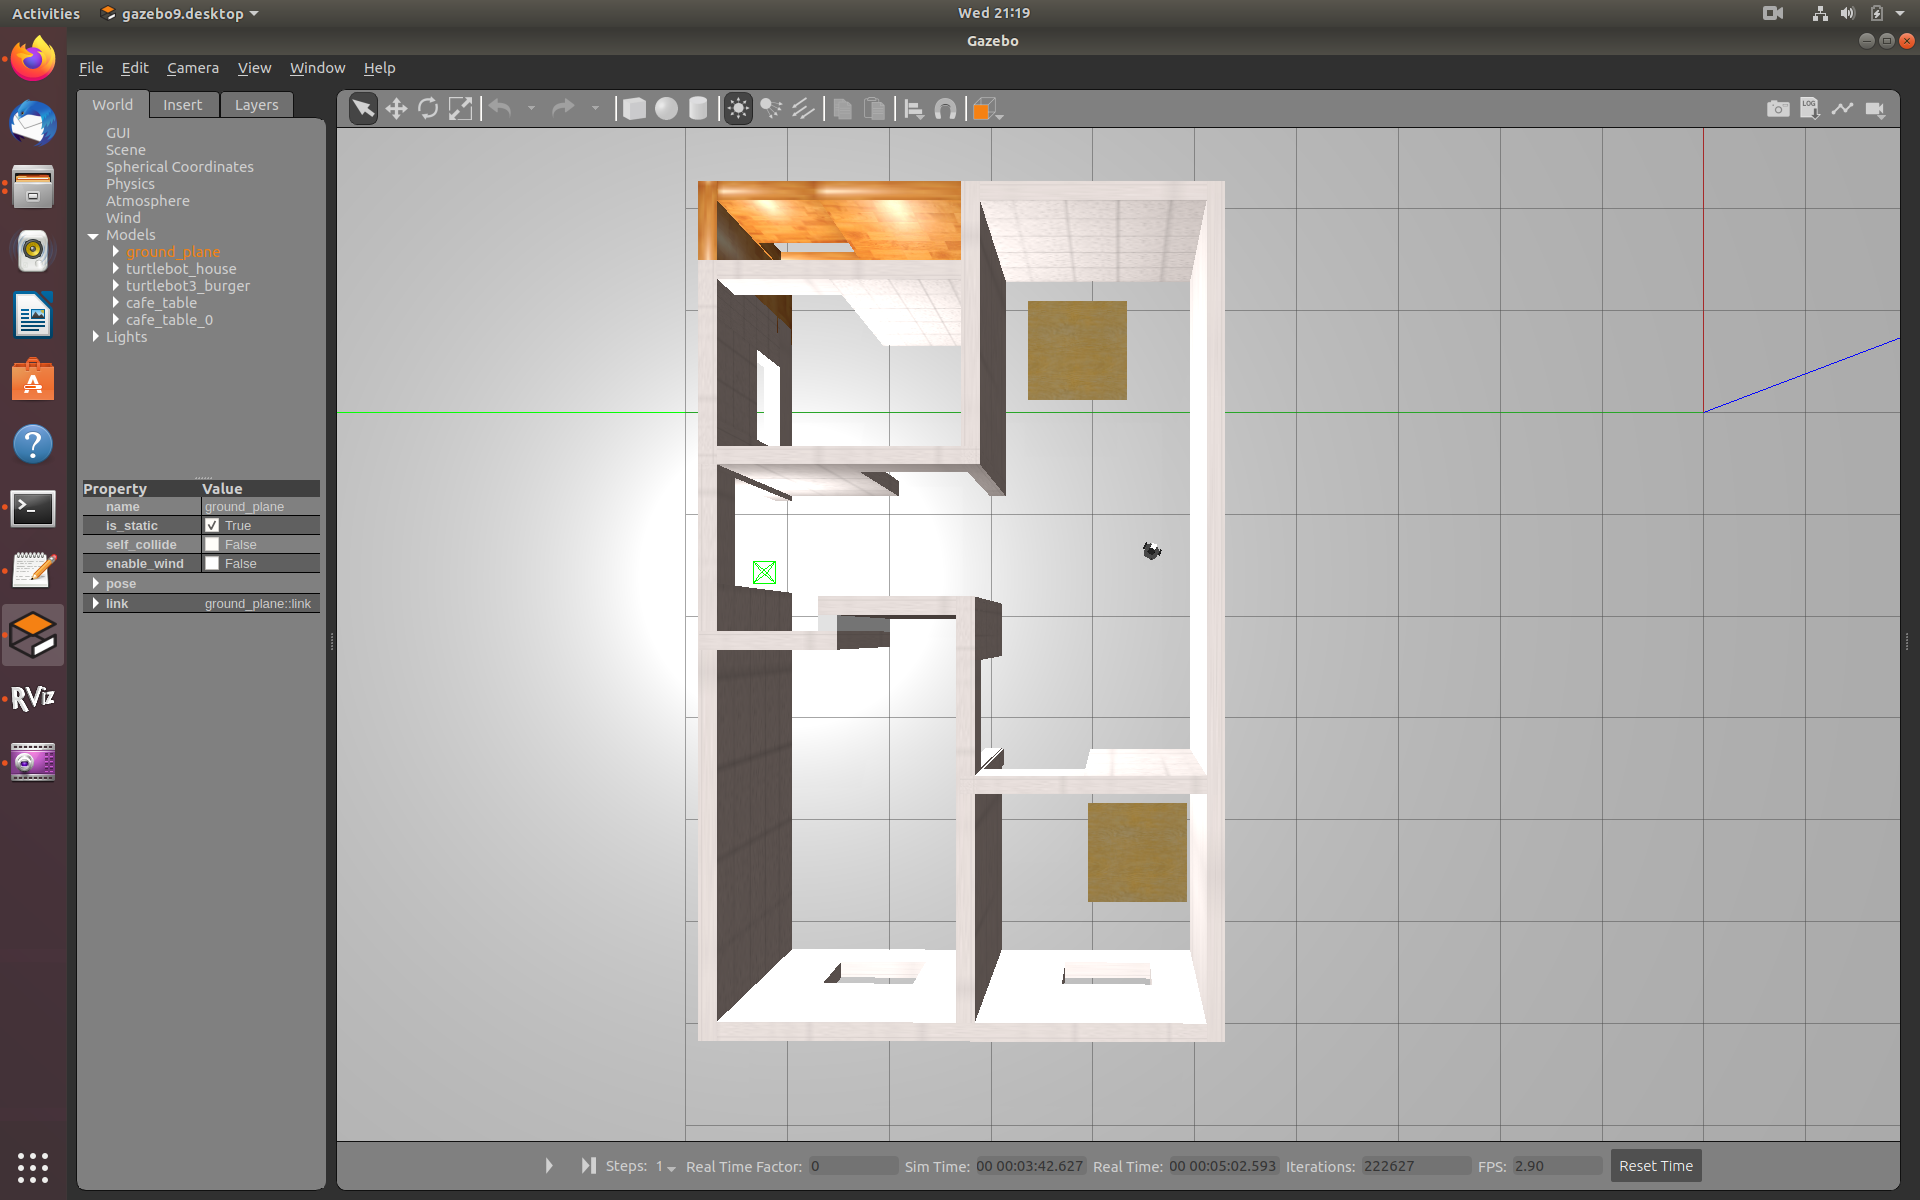 Activities gazebo9.desktop Wed 21:19
Gazebo
File Edit Camera View Window Help
World Insert Layers
GUI
Scene
Spherical Coordinates
Physics
Atmosphere
Wind
Models
ground_plane
turtlebot_house
turtlebot3_burger
cafe_table
cafe_table_0
Lights
Property Value
name ground_plane
is_static True
self_collide False
enable_wind False
pose
link ground_plane::link
LOG
RViz
Steps: 1 Real Time Factor: 0 Sim Time: 00 00:03:42.627 Real Time: 00 00:05:02.593 Iterations: 222627 FPS: 2.90 Reset Time